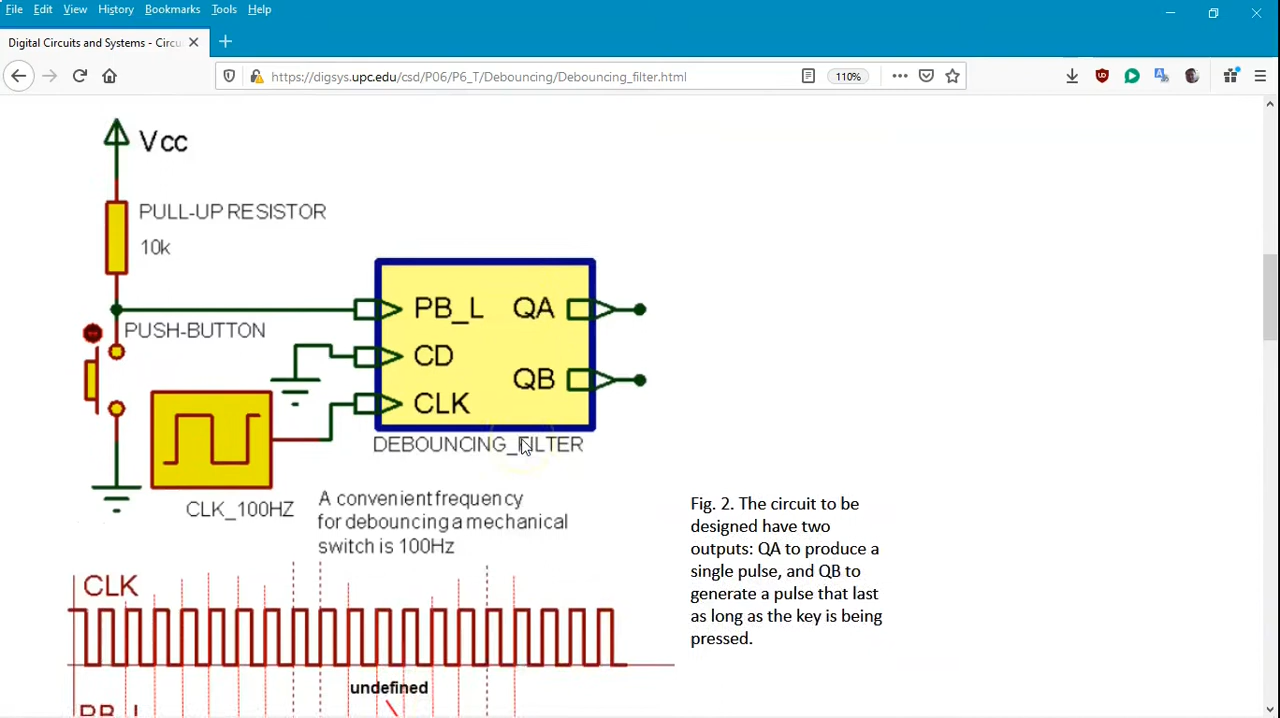 File Edit View History Bookmarks Tools Help
Digital Circuits and Systems - Circu
https://digsys.upc.edu/csd/P06/P6_T/Debouncing/Debouncing_filter.html
110%
Vcc
PULL-UP RESISTOR
10k
PUSH-BUTTON
PB_L QA
CD
QB
CLK
DEBOUNCING_FILTER
CLK_100HZ
A convenient frequency
for debouncing a mechanical
switch is 100Hz
Fig. 2. The circuit to be
designed have two
outputs: QA to produce a
single pulse, and QB to
generate a pulse that last
as long as the key is being
pressed.
CLK
undefined
PB_L